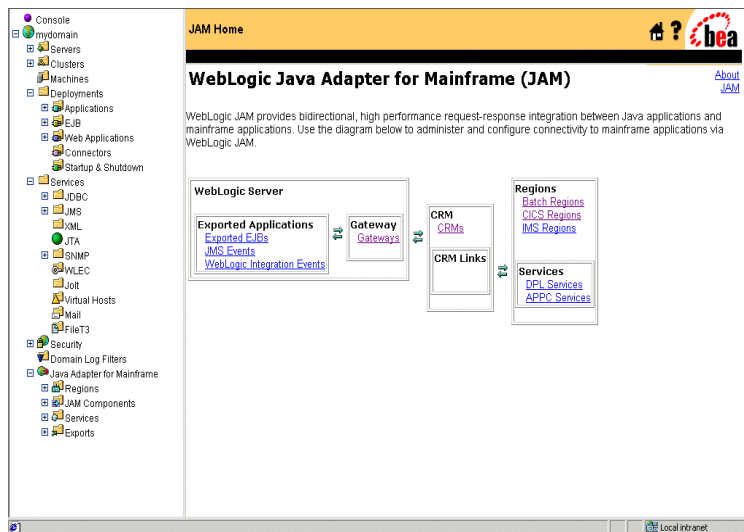 Console
mydomain
Servers
Clusters
Machines
Deployments
Applications
EJB
Web Applications
Connectors
Startup & Shutdown
Services
JDBC
JMS
XML
JTA
SNMP
WLEC
Jolt
Virtual Hosts
Mail
FileT3
Security
Domain Log Filters
Java Adapter for Mainframe
Regions
JAM Components
Services
Exports
JAM Home
?
bea
WebLogic Java Adapter for Mainframe (JAM)
About
JAM
WebLogic JAM provides bidirectional, high performance request-response integration between Java applications and
mainframe applications. Use the diagram below to administer and configure connectivity to mainframe applications via
WebLogic JAM.
WebLogic Server
Exported Applications
Exported EJBs
JMS Events
WebLogic Integration Events
Gateway
Gateways
CRM
CRMs
CRM Links
Regions
Batch Regions
CICS Regions
IMS Regions
Services
DPL Services
APPC Services
Local intranet